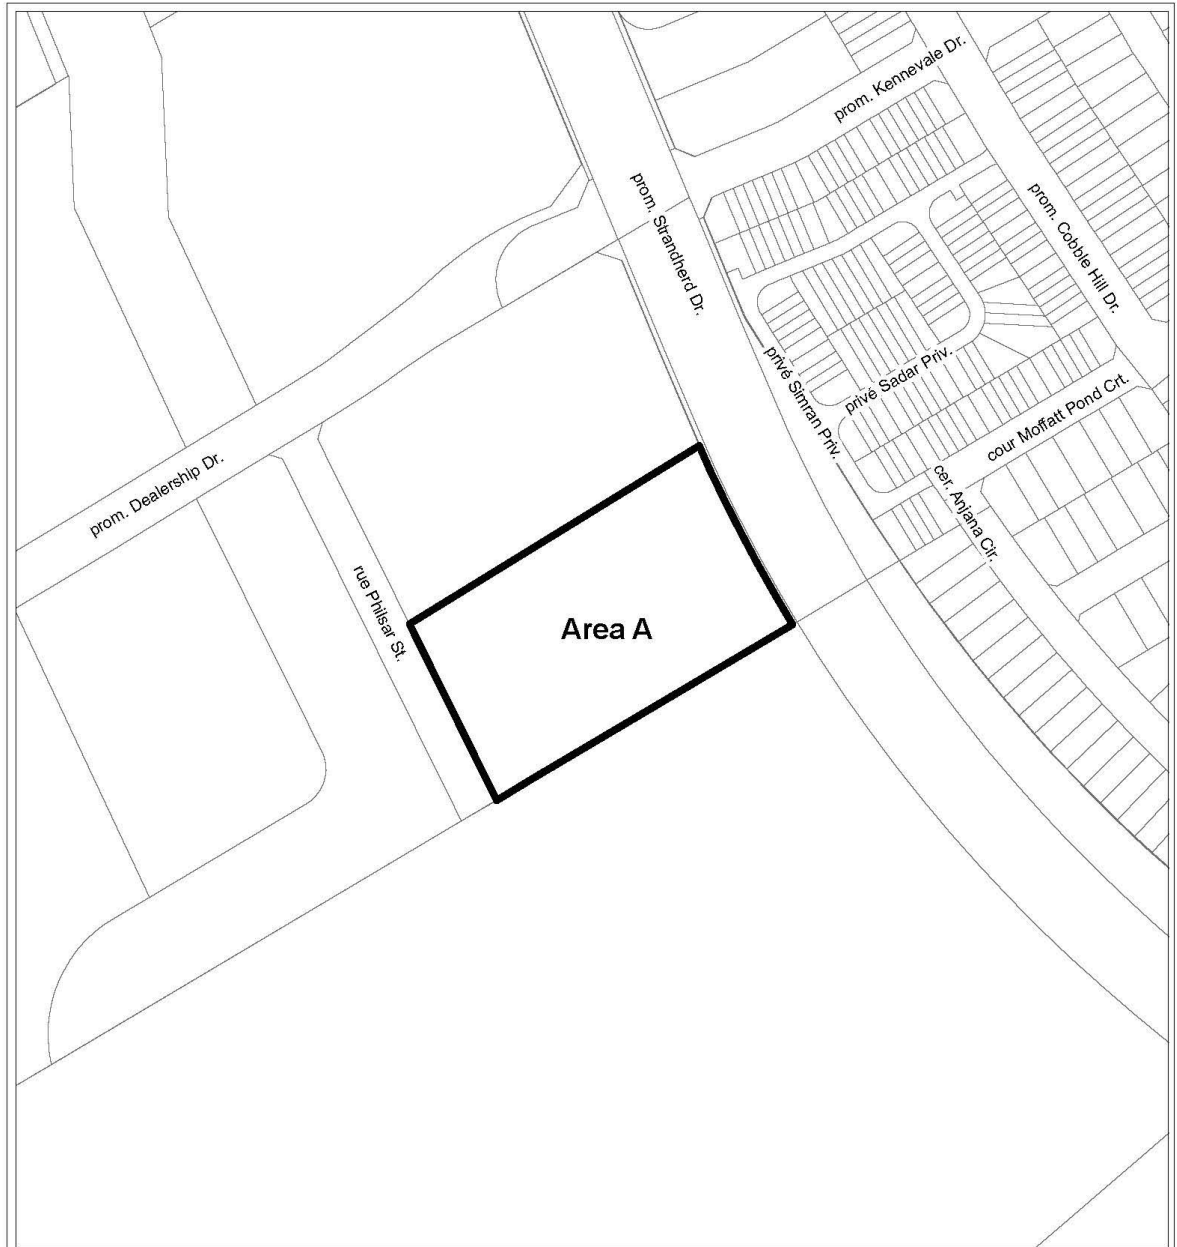 prom. Kennevale Dr.
prom. Strandherd Dr.
prom. Cobble Hill Dr.
privé Simran Priv.
privé Sadar Priv.
cour Moffatt Pond Crt.
cer. Anjana Cir.
prom. Dealership Dr.
rue Philsar St.
Area A